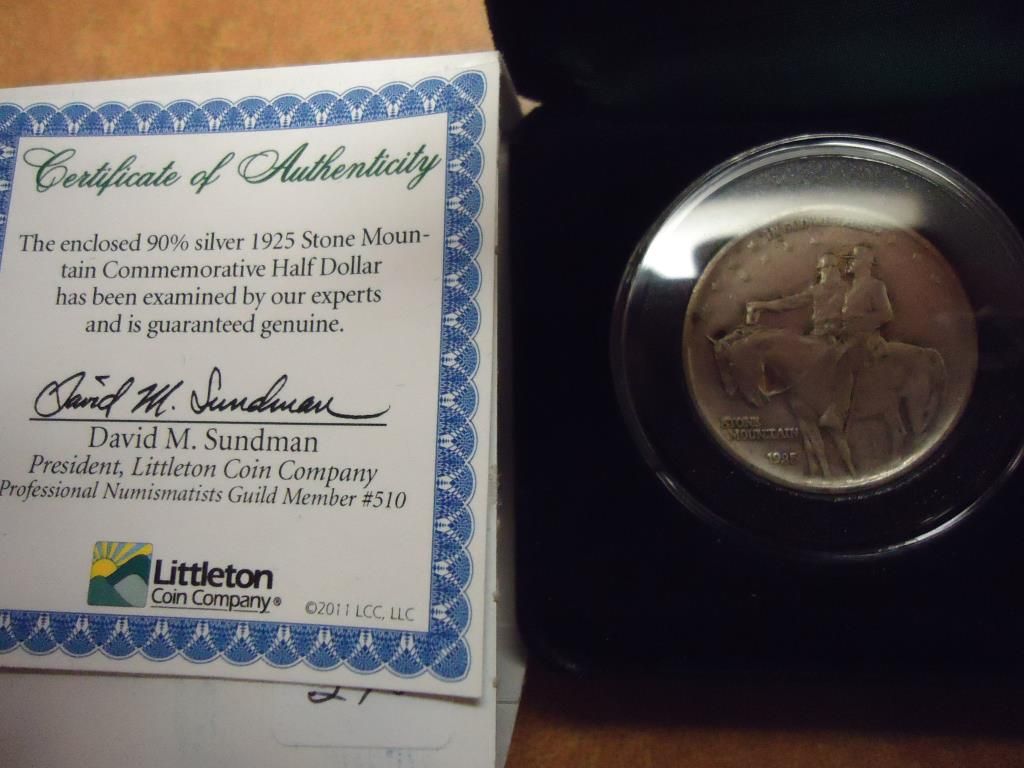 Certificate of Authenticity
The enclosed 90% silver 1925 Stone Moun-
tain Commemorative Half Dollar
has been examined by our experts
and is guaranteed genuine.
David M. Sundman
David M. Sundman
President, Littleton Coin Company
Professional Numismatists Guild Member #510
Littleton
Coin Company®
©2011 LCC, LLC
STONE
MOUNTAIN
1925